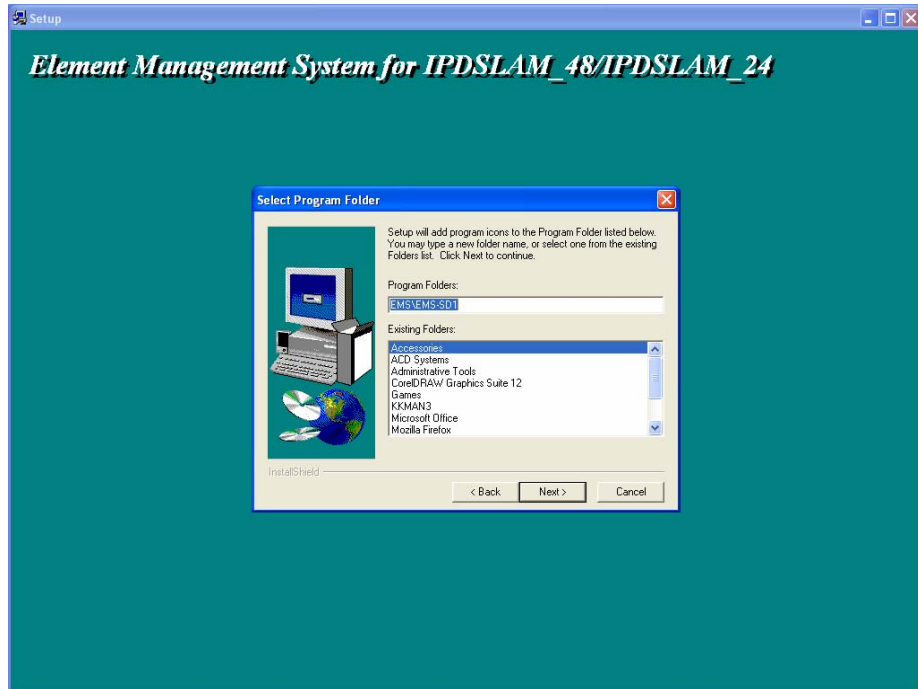 Setup
Element Management System for IPDSLAM_48/IPDSLAM_24
Select Program Folder
Setup will add program icons to the Program Folder listed below.
You may type a new folder name, or select one from the existing
Folders list. Click Next to continue.
Program Folders:
EMS\EMS-SD1
Existing Folders:
Accessories
ACD Systems
Administrative Tools
CorelDRAW Graphics Suite 12
Games
KKMAN3
Microsoft Office
Mozilla Firefox
InstallShield
< Back Next > Cancel